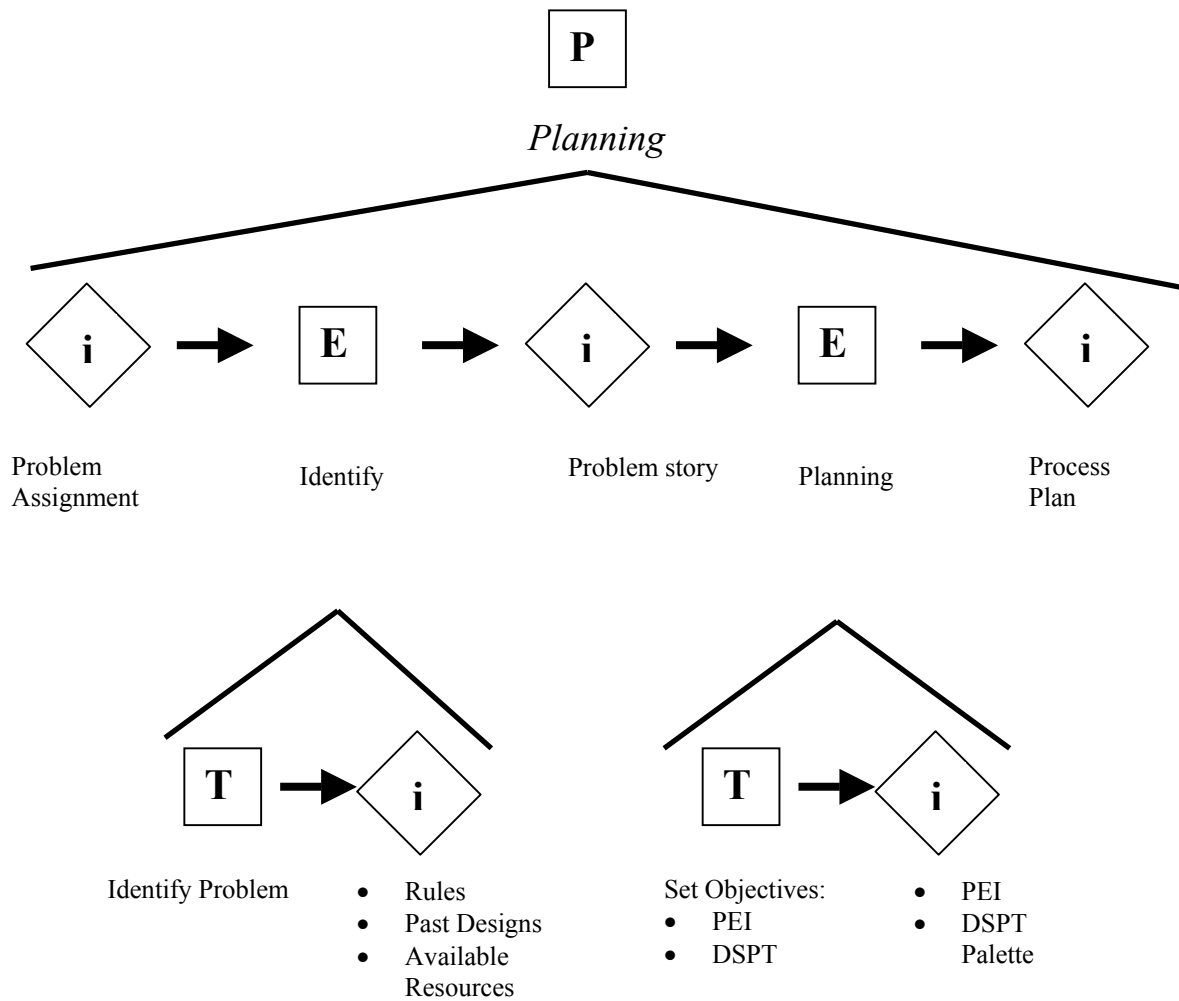 P
Planning
i
E
i
E
i
Problem
Assignment
Identify
Problem story
Planning
Process
Plan
T
i
T
i
Identify Problem
• Rules
• Past Designs
• Available
Resources
Set Objectives:
• PEI
• DSPT
• PEI
• DSPT
Palette